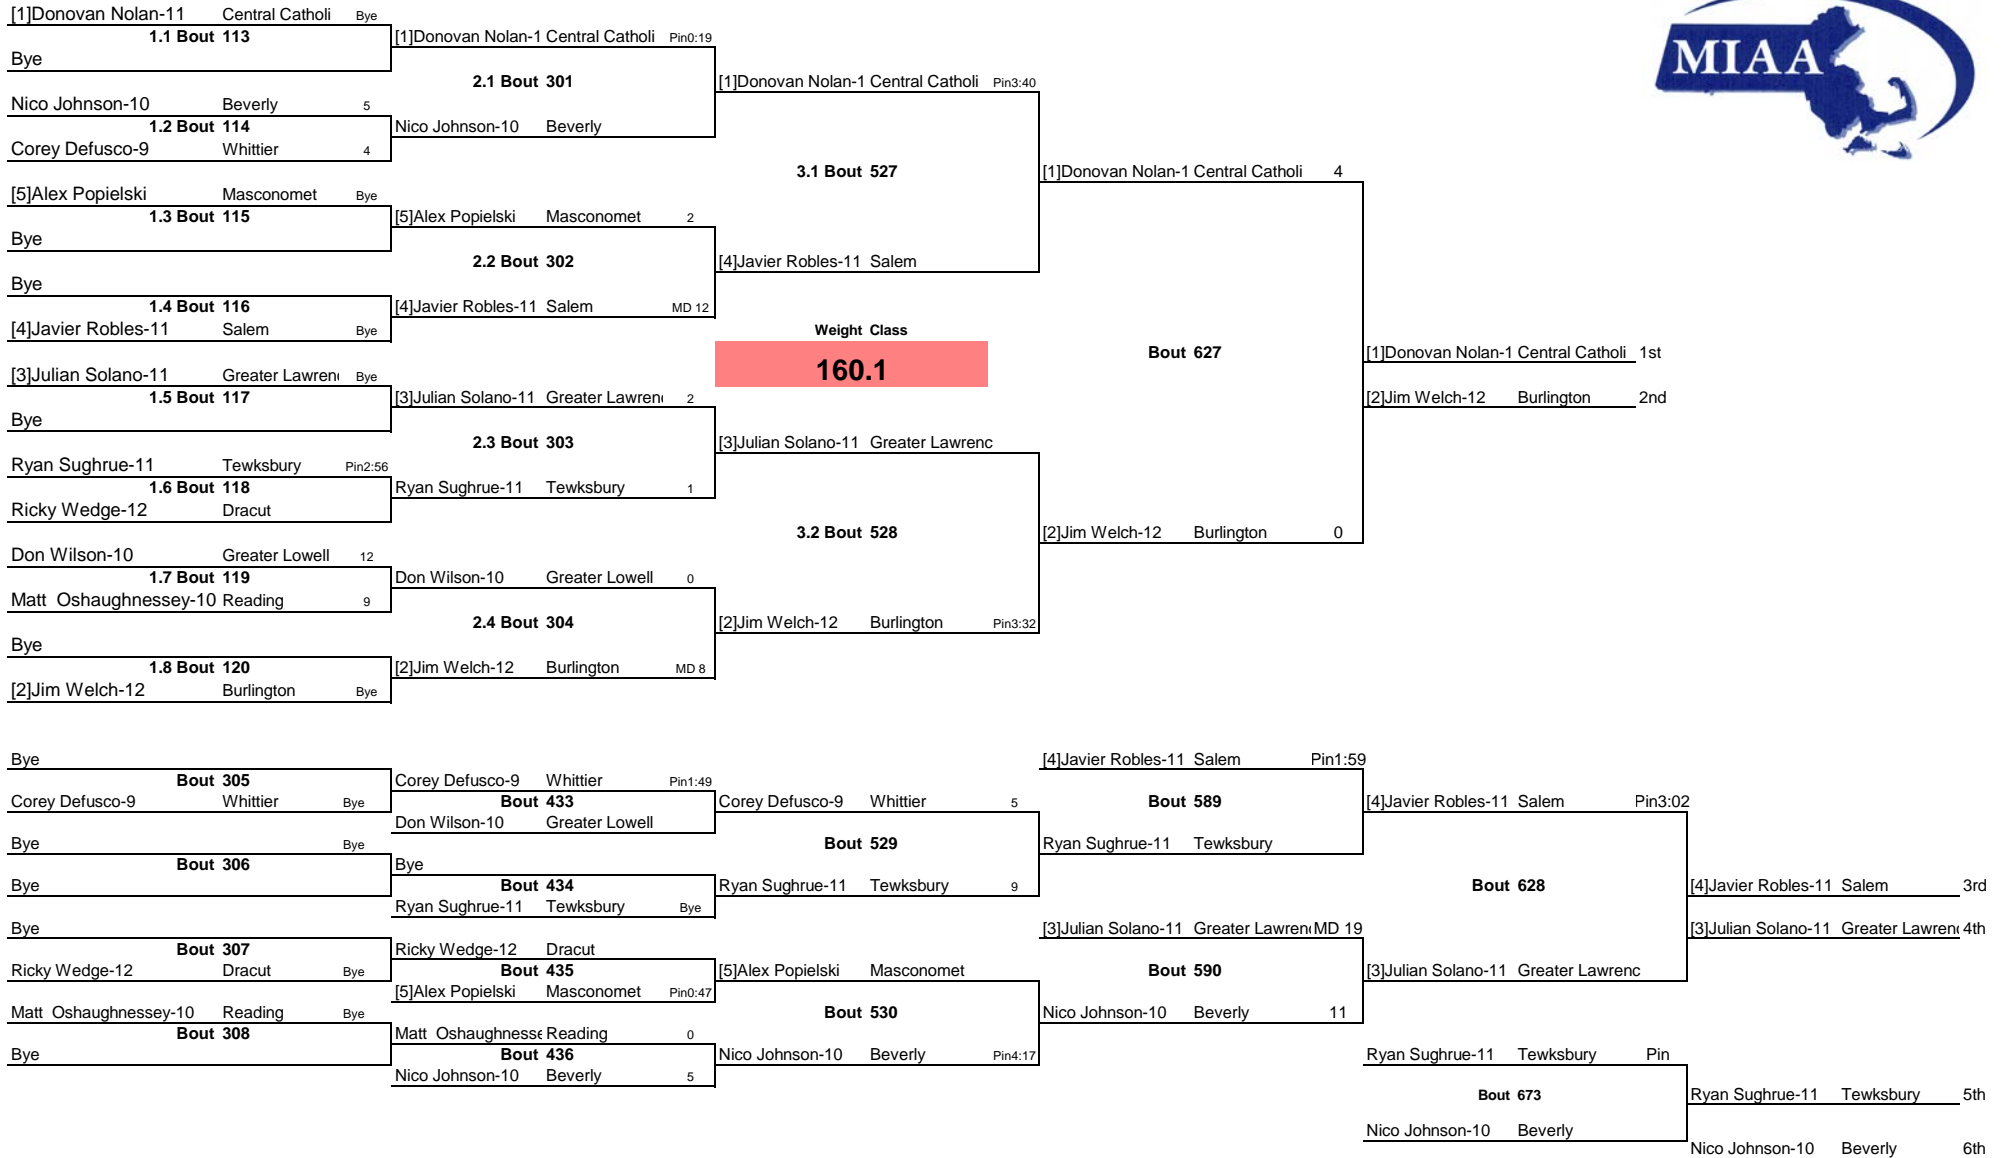 MIAA
[1]Donovan Nolan-11 Central Catholi Bye
1.1 Bout 113
Bye
Nico Johnson-10 Beverly 5
1.2 Bout 114
Corey Defusco-9 Whittier 4
[5]Alex Popielski Masconomet Bye
1.3 Bout 115
Bye
Bye
1.4 Bout 116
[4]Javier Robles-11 Salem Bye
[3]Julian Solano-11 Greater Lawren Bye
1.5 Bout 117
Bye
Ryan Sughrue-11 Tewksbury Pin2:56
1.6 Bout 118
Ricky Wedge-12 Dracut
Don Wilson-10 Greater Lowell 12
1.7 Bout 119
Matt Oshaughnessey-10 Reading 9
Bye
1.8 Bout 120
[2]Jim Welch-12 Burlington Bye
[1]Donovan Nolan-1 Central Catholi Pin0:19
2.1 Bout 301
Nico Johnson-10 Beverly
[5]Alex Popielski Masconomet 2
2.2 Bout 302
[4]Javier Robles-11 Salem MD 12
[3]Julian Solano-11 Greater Lawren 2
2.3 Bout 303
Ryan Sughrue-11 Tewksbury 1
Don Wilson-10 Greater Lowell 0
2.4 Bout 304
[2]Jim Welch-12 Burlington MD 8
[1]Donovan Nolan-1 Central Catholi Pin3:40
3.1 Bout 527
[4]Javier Robles-11 Salem
Weight Class
160.1
[3]Julian Solano-11 Greater Lawrenc
3.2 Bout 528
[2]Jim Welch-12 Burlington Pin3:32
[1]Donovan Nolan-1 Central Catholi 4
Bout 627
[2]Jim Welch-12 Burlington 0
[1]Donovan Nolan-1 Central Catholi 1st
[2]Jim Welch-12 Burlington 2nd
Bye
Bout 305
Corey Defusco-9 Whittier Bye
Bye Bye
Bout 306
Bye
Bye
Bout 307
Ricky Wedge-12 Dracut Bye
Matt Oshaughnessey-10 Reading Bye
Bout 308
Bye
Corey Defusco-9 Whittier Pin1:49
Bout 433
Don Wilson-10 Greater Lowell
Bye
Bout 434
Ryan Sughrue-11 Tewksbury Bye
Ricky Wedge-12 Dracut
Bout 435
[5]Alex Popielski Masconomet Pin0:47
Matt Oshaughnesse Reading 0
Bout 436
Nico Johnson-10 Beverly 5
Corey Defusco-9 Whittier 5
Bout 529
Ryan Sughrue-11 Tewksbury 9
[5]Alex Popielski Masconomet
Bout 530
Nico Johnson-10 Beverly Pin4:17
[4]Javier Robles-11 Salem Pin1:59
Bout 589
Ryan Sughrue-11 Tewksbury
[3]Julian Solano-11 Greater Lawren MD 19
Bout 590
Nico Johnson-10 Beverly 11
[4]Javier Robles-11 Salem Pin3:02
Bout 628
[3]Julian Solano-11 Greater Lawrenc
[4]Javier Robles-11 Salem 3rd
[3]Julian Solano-11 Greater Lawren 4th
Ryan Sughrue-11 Tewksbury Pin
Bout 673
Nico Johnson-10 Beverly
Ryan Sughrue-11 Tewksbury 5th
Nico Johnson-10 Beverly 6th